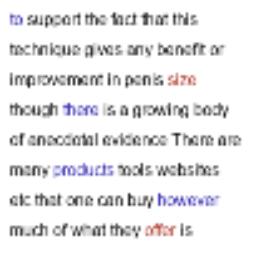 to support the fact that this
technique gives any benefit or
improvement in penis size
though there is a growing body
of anecdotal evidence There are
many products tools websites
etc that one can buy however
much of what they offer is